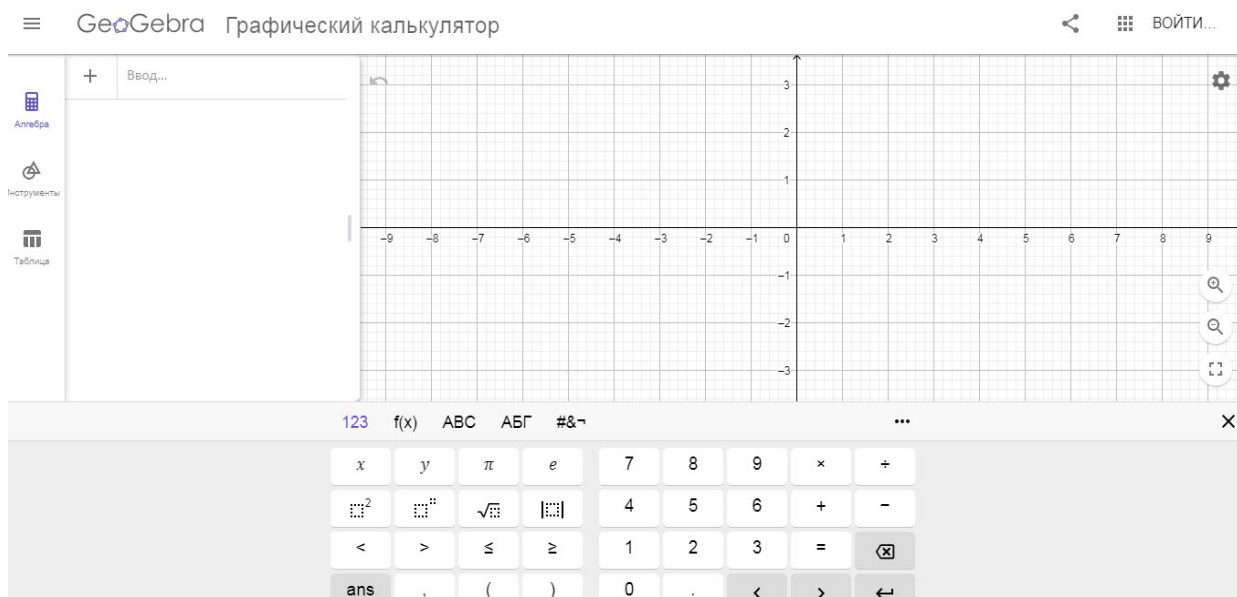 GeoGebra Графический калькулятор
ВОЙТИ...
Ввод...
Алгебра
Инструменты
Таблица
3
2
1
−9 −8 −7 −6 −5 −4 −3 −2 −1 0 1 2 3 4 5 6 7 8 9
−1
−2
−3
123 f(x) ABC АБГ #&¬
x y π e 7 8 9 × ÷
2 √ 4 5 6 + −
< > ≤ ≥ 1 2 3 =
ans , ( ) 0 .